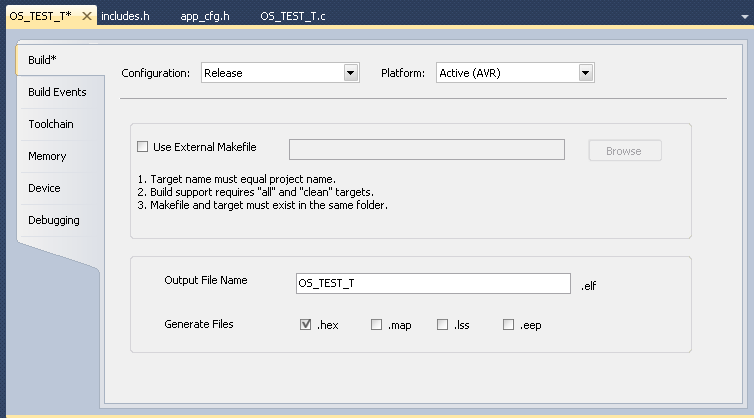 OS_TEST_T* includes.h app_cfg.h OS_TEST_T.c
Build*
Configuration: Release Platform: Active (AVR)
Build Events
Toolchain
Memory
Device
Debugging
Use External Makefile Browse
1. Target name must equal project name.
2. Build support requires "all" and "clean" targets.
3. Makefile and target must exist in the same folder.
Output File Name OS_TEST_T .elf
Generate Files .hex .map .lss .eep